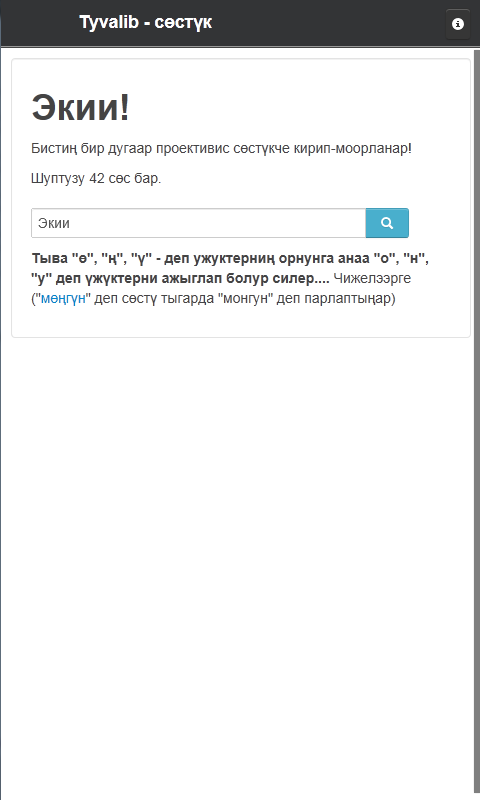 Tyvalib - сөстүк
Экии!
Бистиң бир дугаар проективис сөстүкче кирип-моорланар!
Шуптузу 42 сөс бар.
Экии
Тыва "ө", "ң", "ү" - деп ужуктерниң орнунга анаа "о", "н",
"у" деп үжүктерни ажыглап болур силер.... Чижелээрге
("мөңгүн" деп сөстү тыгарда "монгун" деп парлаптыңар)